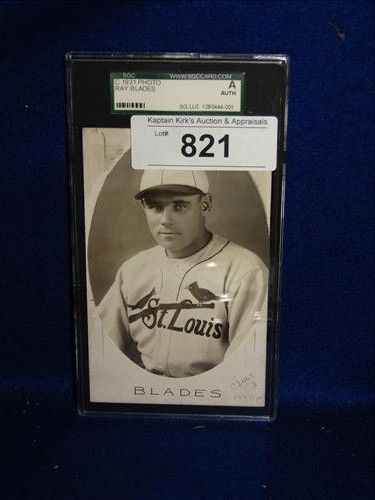 SGC WWW.SGCCARD.COM
C 1931 PHOTO
RAY BLADES
A
AUTH
SG,LLC 1280444-001
Kaptain Kirk's Auction & Appraisals
Lot# 821
St. Louis
BLADES